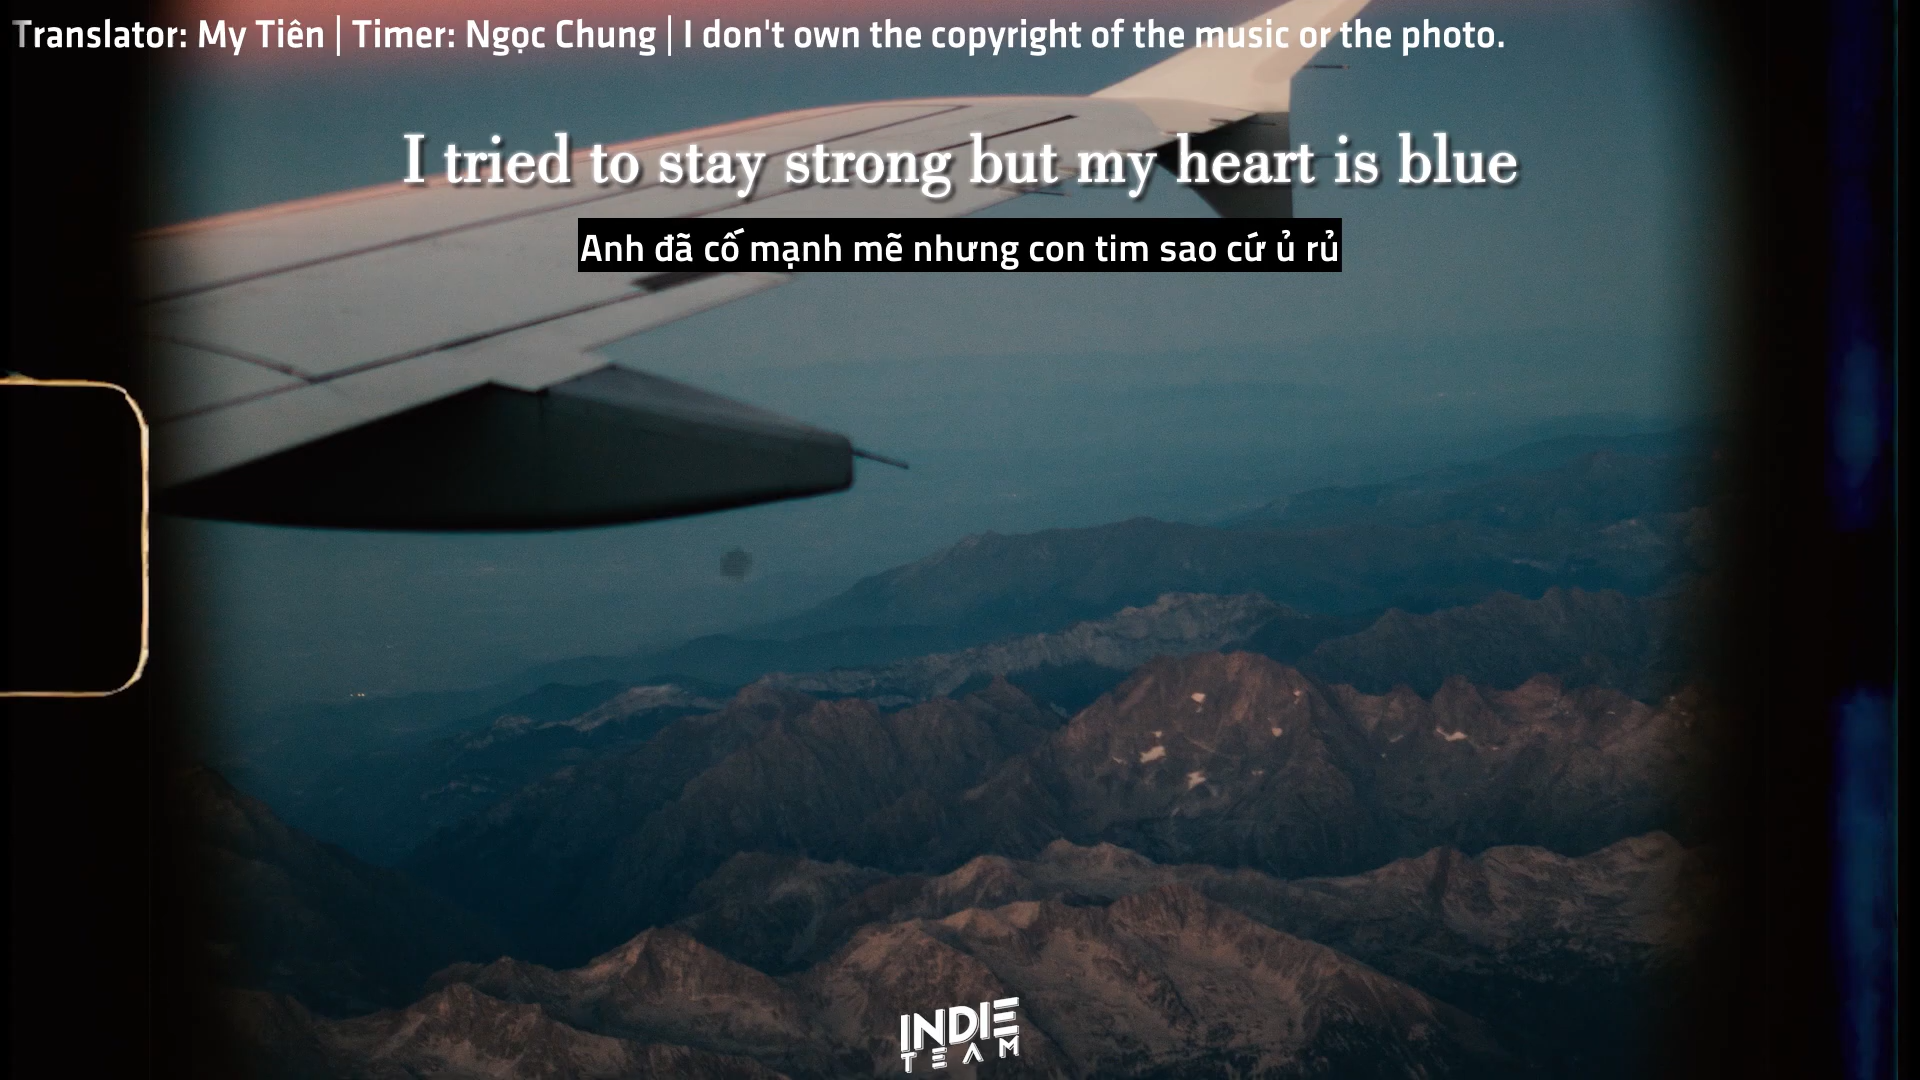 Translator: My Tiên | Timer: Ngọc Chung | I don't own the copyright of the music or the photo.
I tried to stay strong but my heart is blue
Anh đã cố mạnh mẽ nhưng con tim sao cứ ủ rủ
INDIE
TEAM